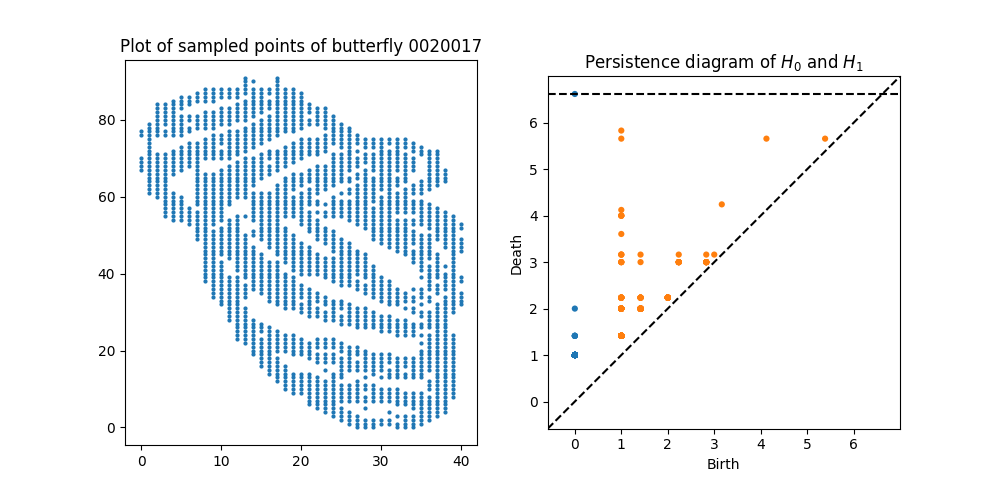 Plot of sampled points of butterfly 0020017
80
60
40
20
0
0 10 20 30 40
Persistence diagram of H₀ and H₁
Death
6
5
4
3
2
1
0
0 1 2 3 4 5 6
Birth